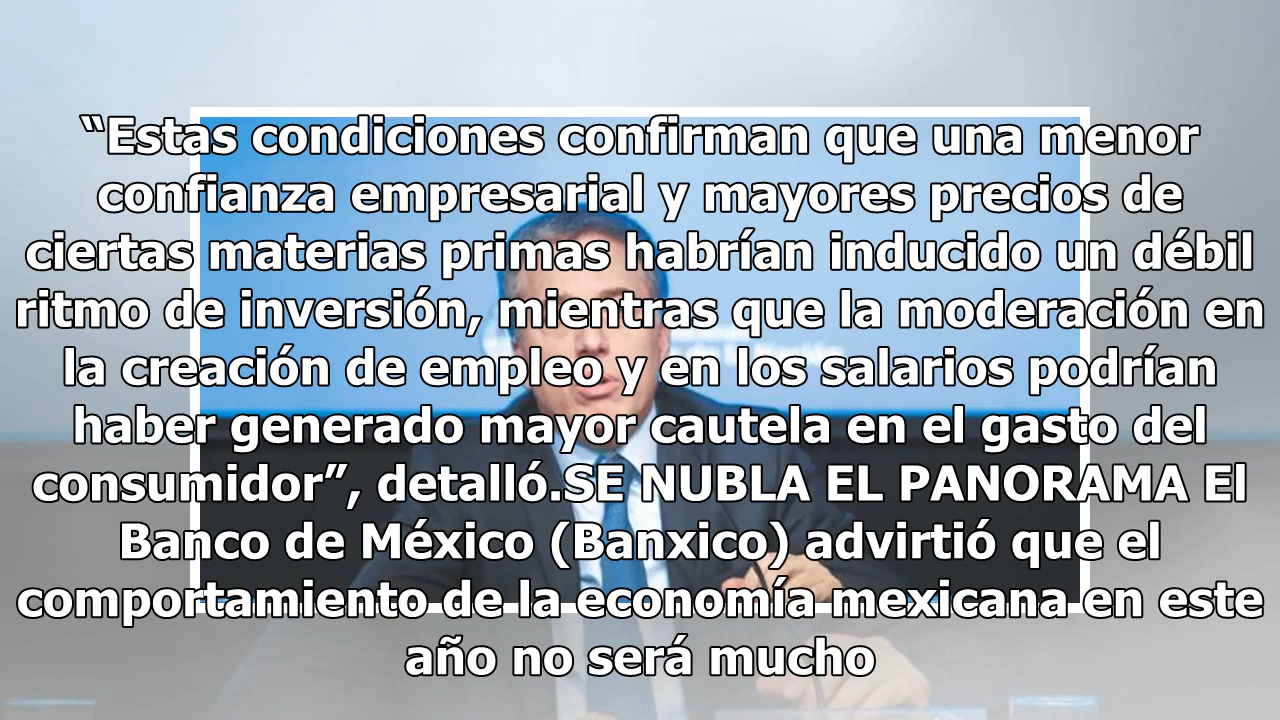 “Estas condiciones confirman que una menor
confianza empresarial y mayores precios de
ciertas materias primas habrían inducido un débil
ritmo de inversión, mientras que la moderación en
la creación de empleo y en los salarios podrían
haber generado mayor cautela en el gasto del
consumidor”, detalló.SE NUBLA EL PANORAMA El
Banco de México (Banxico) advirtió que el
comportamiento de la economía mexicana en este
año no será mucho